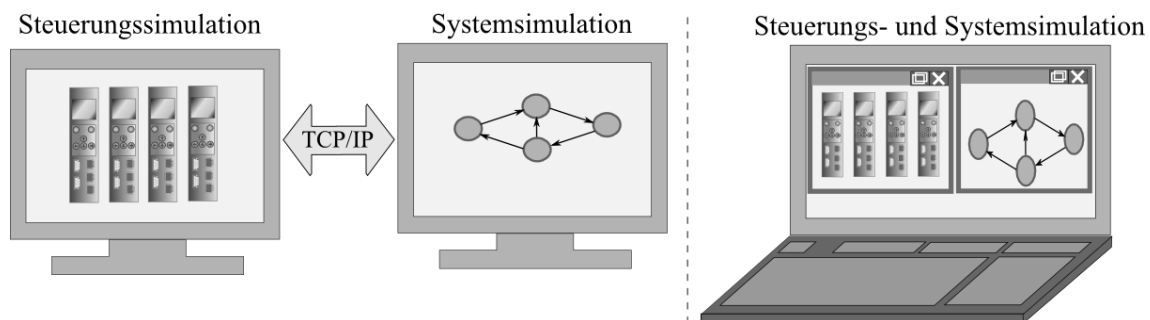 Steuerungssimulation
Systemsimulation
Steuerungs- und Systemsimulation
TCP/IP